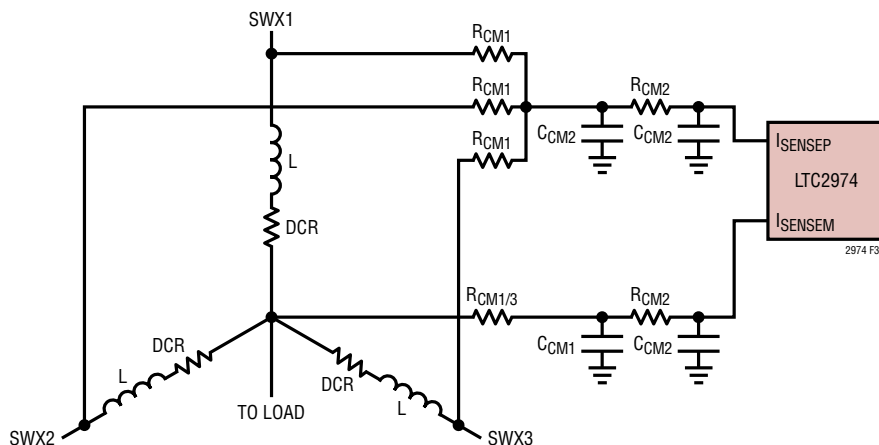 SWX1
RCM1
RCM1
RCM2
CCM2
CCM2
RCM1
ISENSEP
L
LTC2974
DCR
ISENSEM
2974 F3
RCM1/3
RCM2
DCR
CCM1
CCM2
L
DCR
L
TO LOAD
SWX2
SWX3